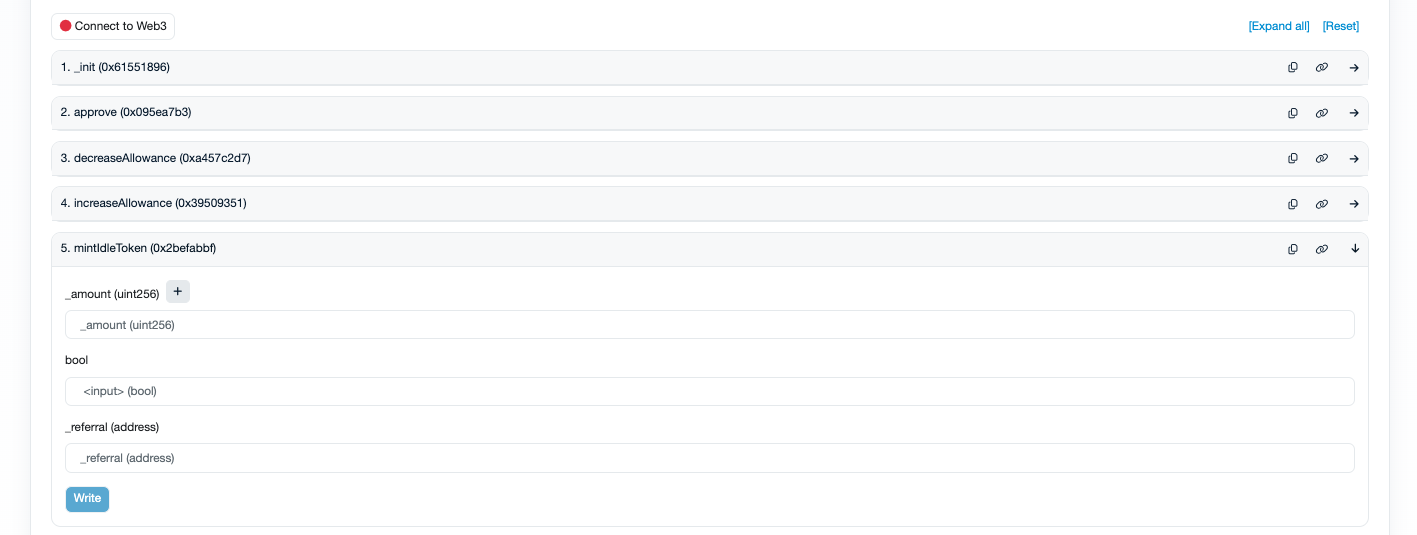 Connect to Web3
[Expand all] [Reset]
1. _init (0x61551896)
2. approve (0x095ea7b3)
3. decreaseAllowance (0xa457c2d7)
4. increaseAllowance (0x39509351)
5. mintIdleToken (0x2befabbf)
_amount (uint256) +
_amount (uint256)
bool
<input> (bool)
_referral (address)
_referral (address)
Write